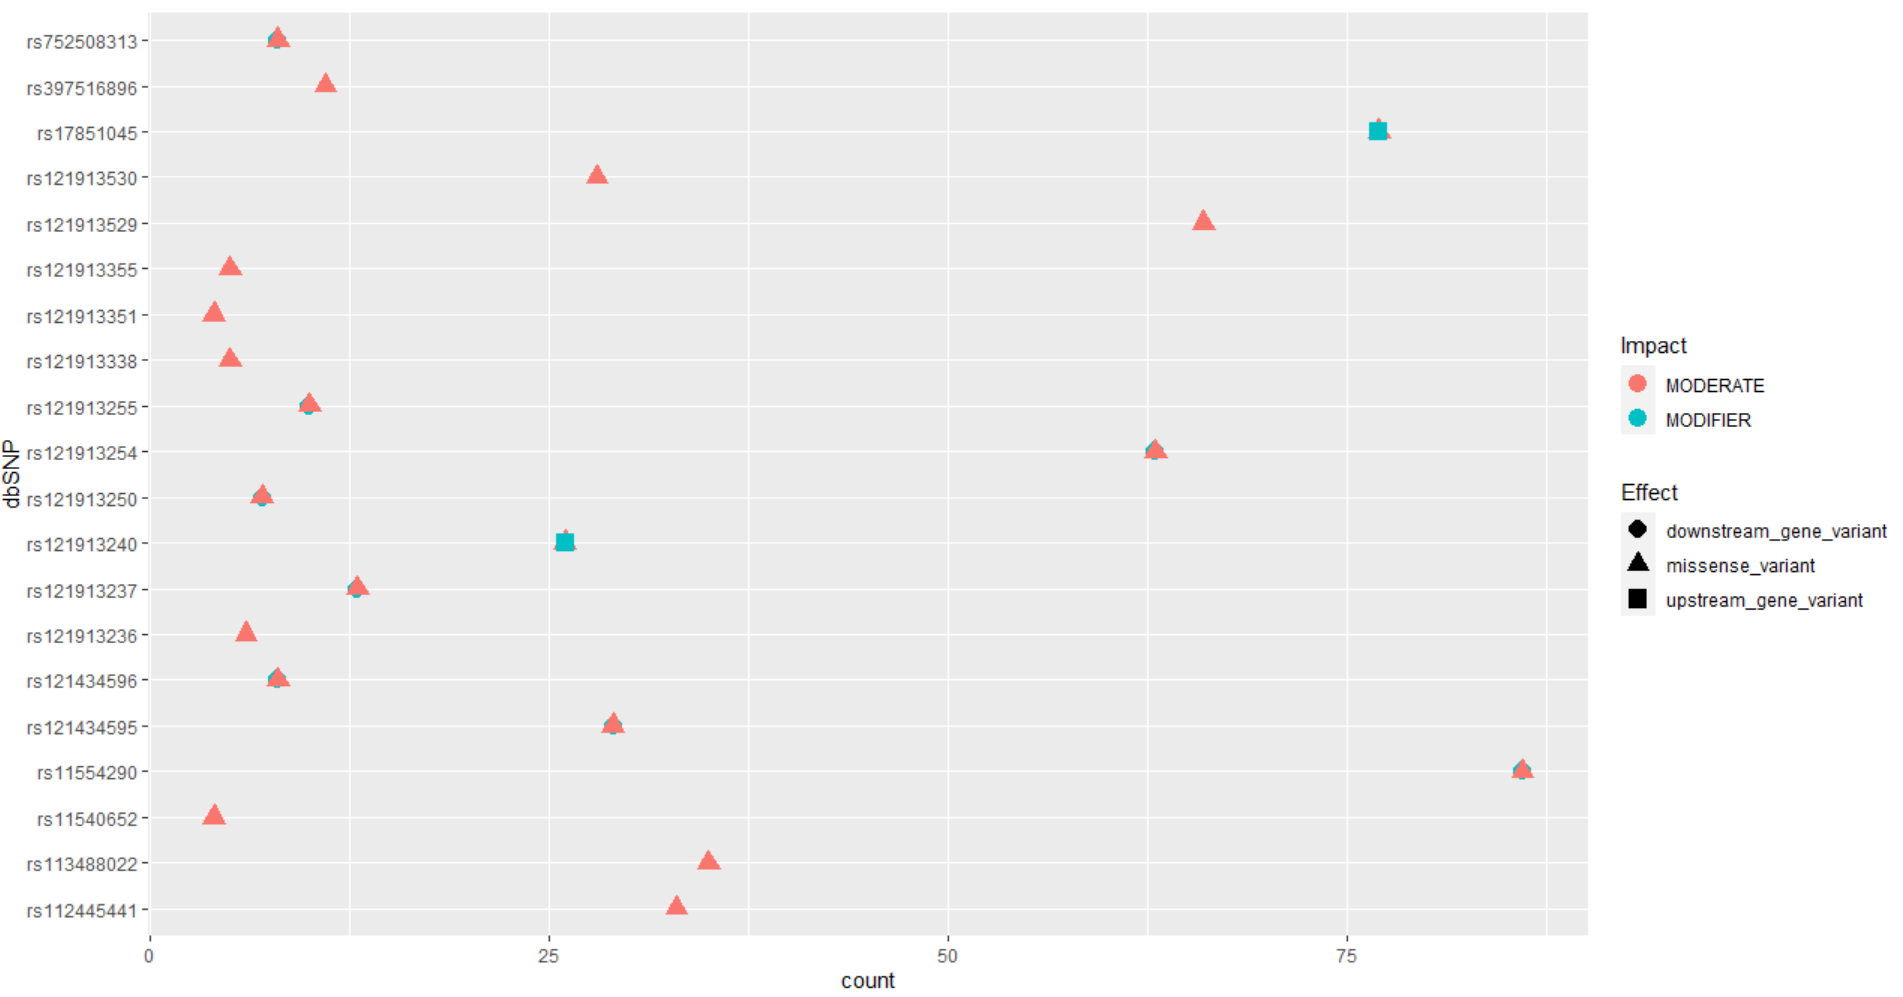 rs752508313
rs397516896
rs17851045
rs121913530
rs121913529
rs121913355
rs121913351
rs121913338
rs121913255
rs121913254
rs121913250
rs121913240
rs121913237
rs121913236
rs121434596
rs121434595
rs11554290
rs11540652
rs113488022
rs112445441
dbSNP
0
25
50
75
count
Impact
MODERATE
MODIFIER
Effect
downstream_gene_variant
missense_variant
upstream_gene_variant